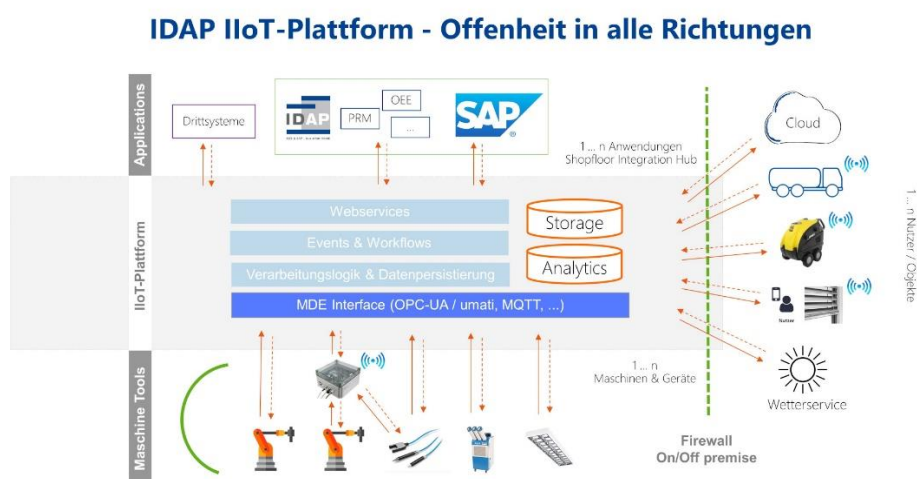 IDAP IIoT-Plattform - Offenheit in alle Richtungen
Applications
Drittsysteme
IDAP
PRM
OEE
...
SAP
®
1... n Anwendungen
Shopfloor Integration Hub
Cloud
IIoT-Plattform
Webservices
Events & Workflows
Verarbeitungslogik & Datenpersistierung
MDE Interface (OPC-UA / umati, MQTT, ...)
Storage
Analytics
1... n Nutzer / Objekte
Nutzer
Wetterservice
Maschine Tools
1... n
Maschinen & Geräte
Firewall
On/Off premise